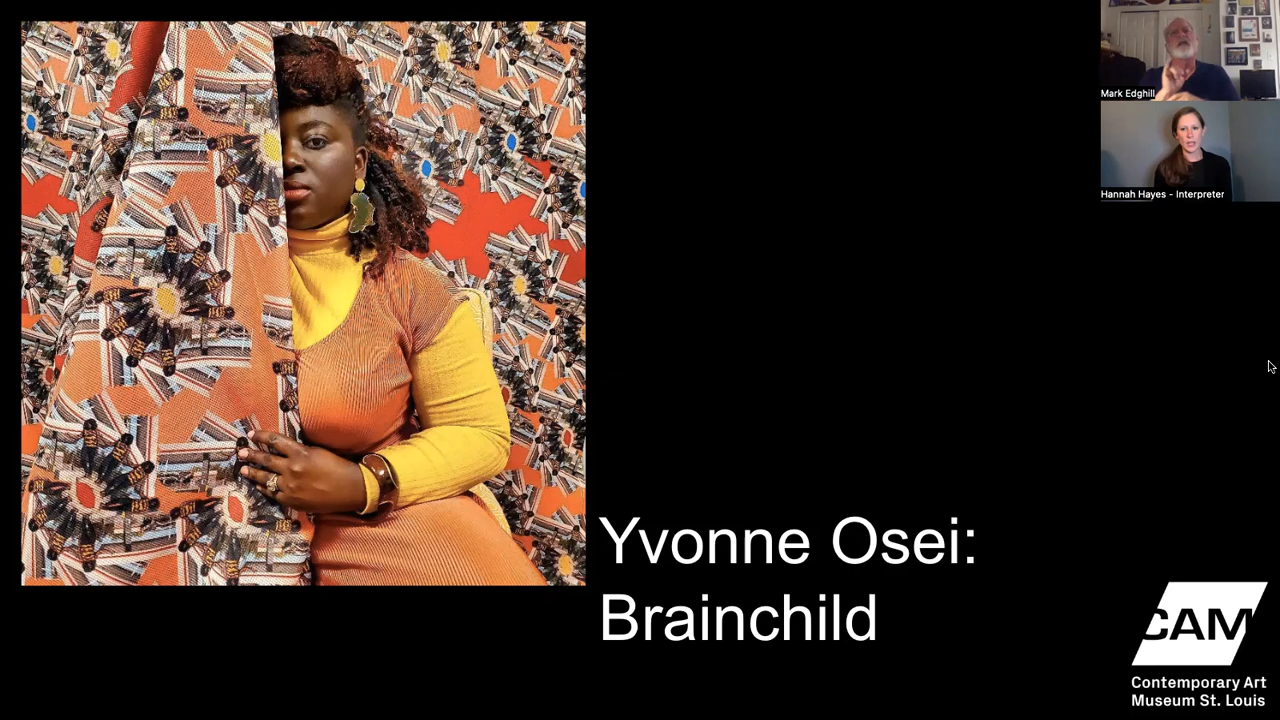 Mark Edghill
Hannah Hayes - Interpreter
Yvonne Osei:
Brainchild
CAM
Contemporary Art
Museum St. Louis